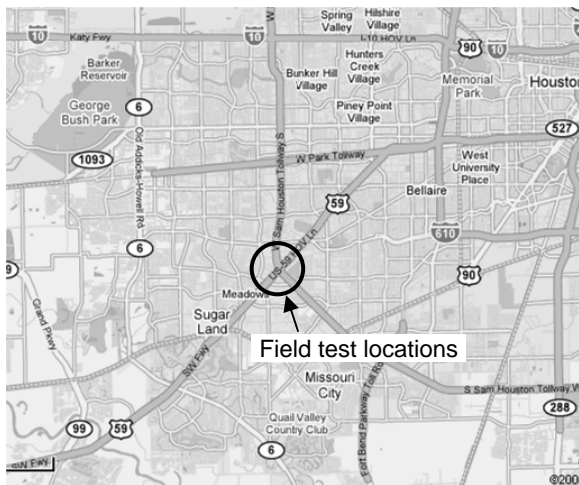 Spring
Valley
Hilshire
Village
10
Katy Fwy
I-10 HOV Ln
10
90
10
Barker
Reservoir
Hunters
Creek
Village
Bunker Hill
Village
Memorial
Park
Houston
George
Bush Park
6
Piney Point
Village
527
Old Addicks-Howell Rd
1093
W Park Tollway
West
University
Place
W Sam Houston Tollway S
59
Bellaire
610
6
US-59 HOV Ln
90
Meadows
Grand Pkwy
Sugar
Land
Field test locations
SW Fwy
Missouri
City
S Sam Houston Tollway W
Fort Bend Parkway Toll Rd
288
99
59
Quail Valley
Country Club
6
SW Fwy
©200